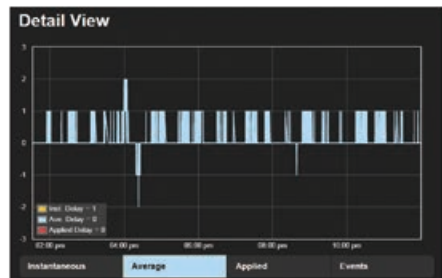 Detail View
3
2
1
0
-1
-2
-3
Inst. Delay = 1
Ave. Delay = 0
Applied Delay = 0
02:00 pm 04:00 pm 06:00 pm 08:00 pm 10:00 pm
Instantaneous Average Applied Events